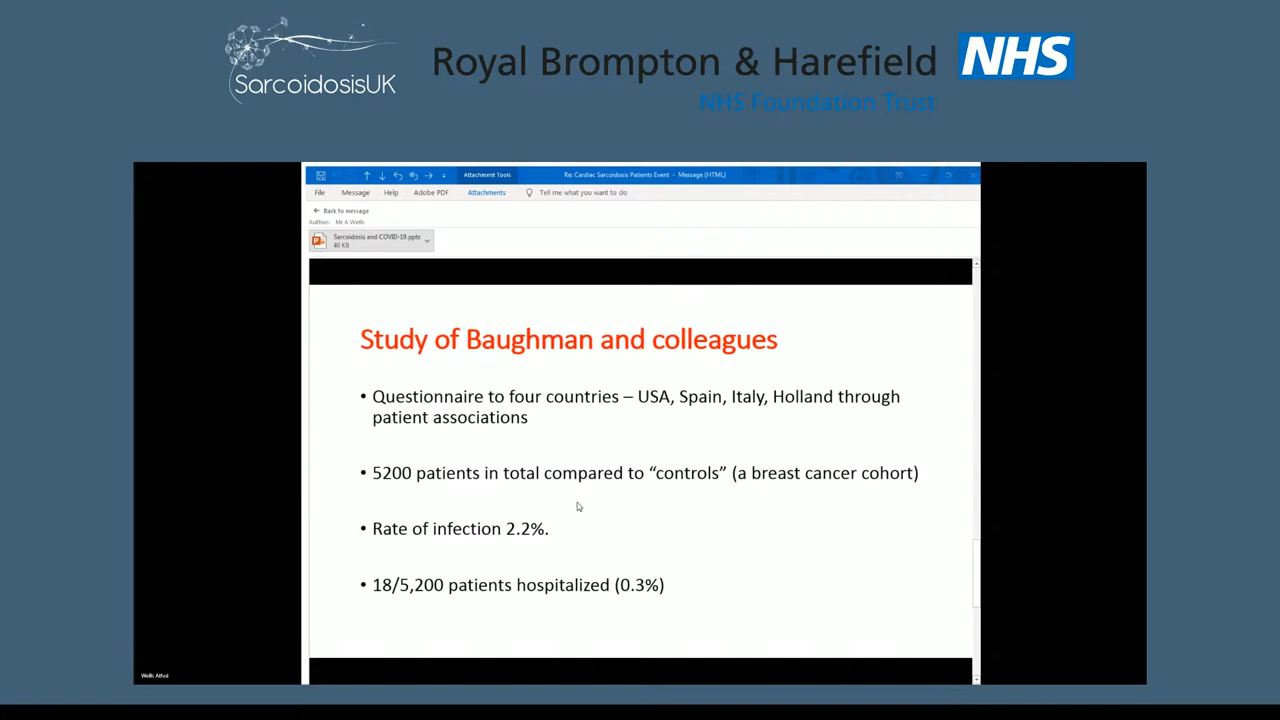 SarcoidosisUK
Royal Brompton & Harefield NHS
NHS Foundation Trust
Attachment Tools
Re: Cardiac Sarcoidosis Patients Event - Message (HTML)
File Message Help Adobe PDF Attachments Tell me what you want to do
Back to message
Author: Mr A Wells
Sarcoidosis and COVID-19.pptx
40 KB
Study of Baughman and colleagues
• Questionnaire to four countries – USA, Spain, Italy, Holland through
patient associations
• 5200 patients in total compared to “controls” (a breast cancer cohort)
• Rate of infection 2.2%.
• 18/5,200 patients hospitalized (0.3%)
Wells Athol